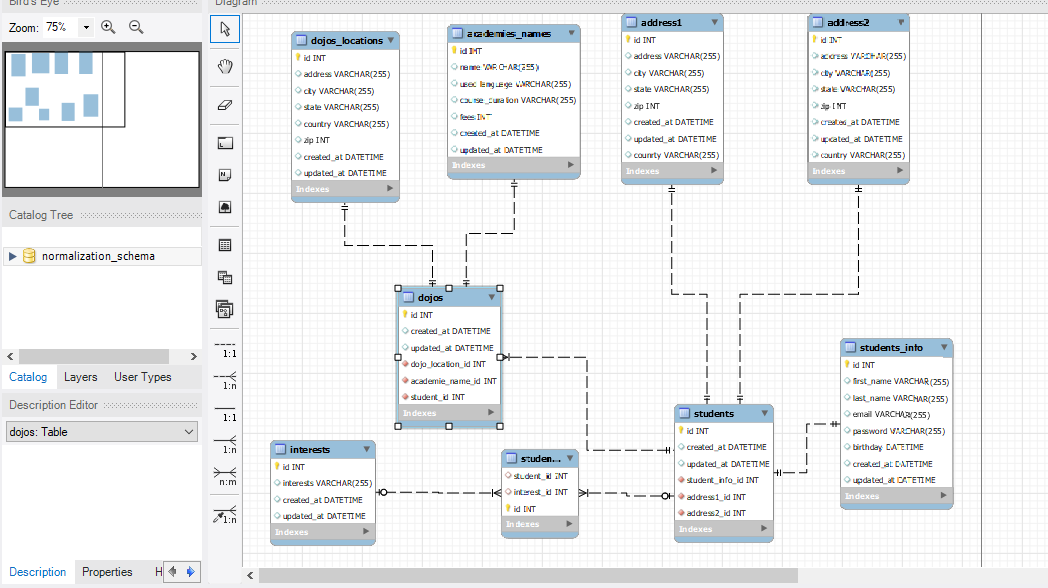 Bird's Eye
Zoom: 75%
Catalog Tree
normalization_schema
Catalog Layers User Types
Description Editor
dojos: Table
Description Properties H
1:1
1:n
1:1
1:n
n:m
1:n
Diagram
dojos_locations
id INT
address VARCHAR(255)
city VARCHAR(255)
state VARCHAR(255)
country VARCHAR(255)
zip INT
created_at DATETIME
updated_at DATETIME
Indexes
academies_names
id INT
name VARCHAR(255)
used language VARCHAR(255)
course_duration VARCHAR(255)
fees INT
created_at DATETIME
updated_at DATETIME
Indexes
address1
id INT
address VARCHAR(255)
city VARCHAR(255)
state VARCHAR(255)
zip INT
created_at DATETIME
updated_at DATETIME
counrty VARCHAR(255)
Indexes
address2
id INT
address VARCHAR(255)
city VARCHAR(255)
state VARCHAR(255)
zip INT
created_at DATETIME
updated_at DATETIME
country VARCHAR(255)
Indexes
dojos
id INT
created_at DATETIME
updated_at DATETIME
dojo_location_id INT
academie_name_id INT
student_id INT
Indexes
students_info
id INT
first_name VARCHAR(255)
last_name VARCHAR(255)
email VARCHAR(255)
password VARCHAR(255)
birthday DATETIME
created_at DATETIME
updated_at DATETIME
Indexes
students
id INT
created_at DATETIME
updated_at DATETIME
student_info_id INT
address1_id INT
address2_id INT
Indexes
interests
id INT
interests VARCHAR(255)
created_at DATETIME
updated_at DATETIME
Indexes
studen...
student_id INT
interest_id INT
id INT
Indexes